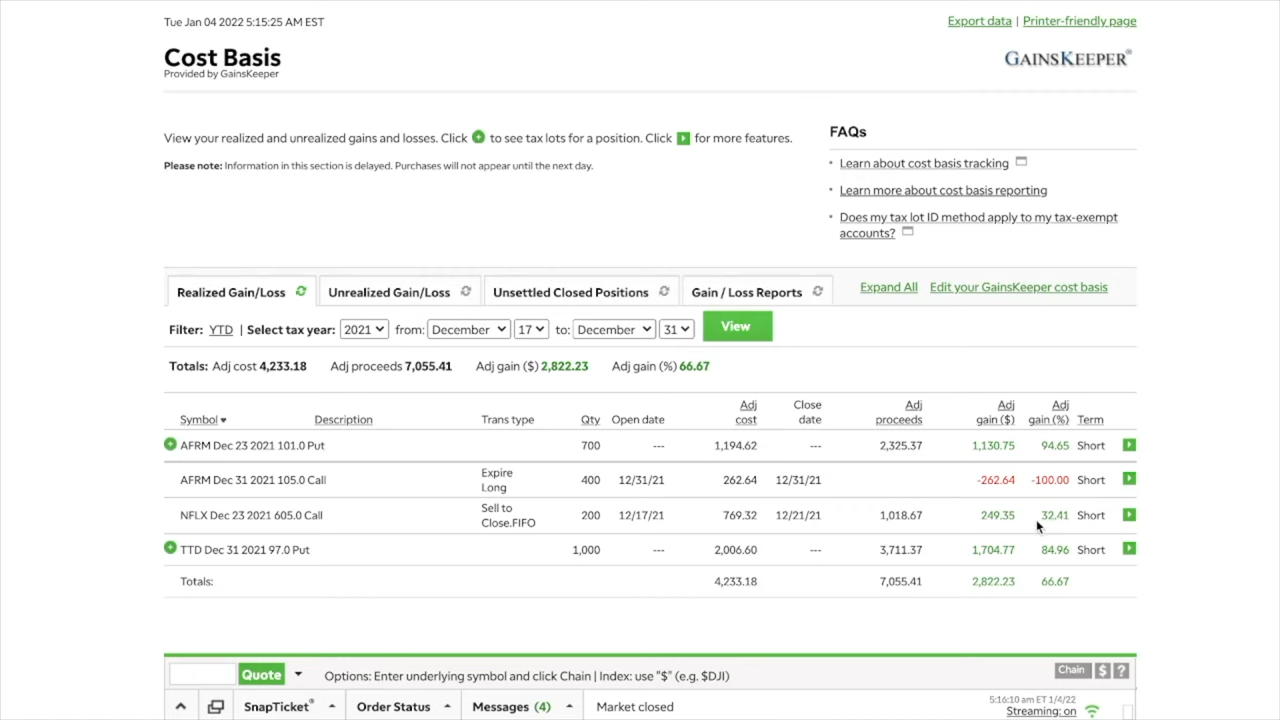 Tue Jan 04 2022 5:15:25 AM EST
Export data | Printer-friendly page
Cost Basis
Provided by GainsKeeper
GAINSKEEPER®
View your realized and unrealized gains and losses. Click to see tax lots for a position. Click for more features.
Please note: Information in this section is delayed. Purchases will not appear until the next day.
FAQs
Learn about cost basis tracking
Learn more about cost basis reporting
Does my tax lot ID method apply to my tax-exempt
accounts?
Realized Gain/Loss Unrealized Gain/Loss Unsettled Closed Positions Gain / Loss Reports Expand All Edit your GainsKeeper cost basis
Filter: YTD | Select tax year: 2021 from: December 17 to: December 31 View
Totals: Adj cost 4,233.18 Adj proceeds 7,055.41 Adj gain ($) 2,822.23 Adj gain (%) 66.67
Symbol Description Trans type Qty Open date Adj cost Close date Adj proceeds Adj gain ($) Adj gain (%) Term
AFRM Dec 23 2021 101.0 Put 700 --- 1,194.62 --- 2,325.37 1,130.75 94.65 Short
AFRM Dec 31 2021 105.0 Call Expire Long 400 12/31/21 262.64 12/31/21 -262.64 -100.00 Short
NFLX Dec 23 2021 605.0 Call Sell to Close.FIFO 200 12/17/21 769.32 12/21/21 1,018.67 249.35 32.41 Short
TTD Dec 31 2021 97.0 Put 1,000 --- 2,006.60 --- 3,711.37 1,704.77 84.96 Short
Totals: 4,233.18 7,055.41 2,822.23 66.67
Quote Options: Enter underlying symbol and click Chain | Index: use "$" (e.g. $DJI) Chain $ ?
SnapTicket® Order Status Messages (4) Market closed
5:16:10 am ET 1/4/22
Streaming: on